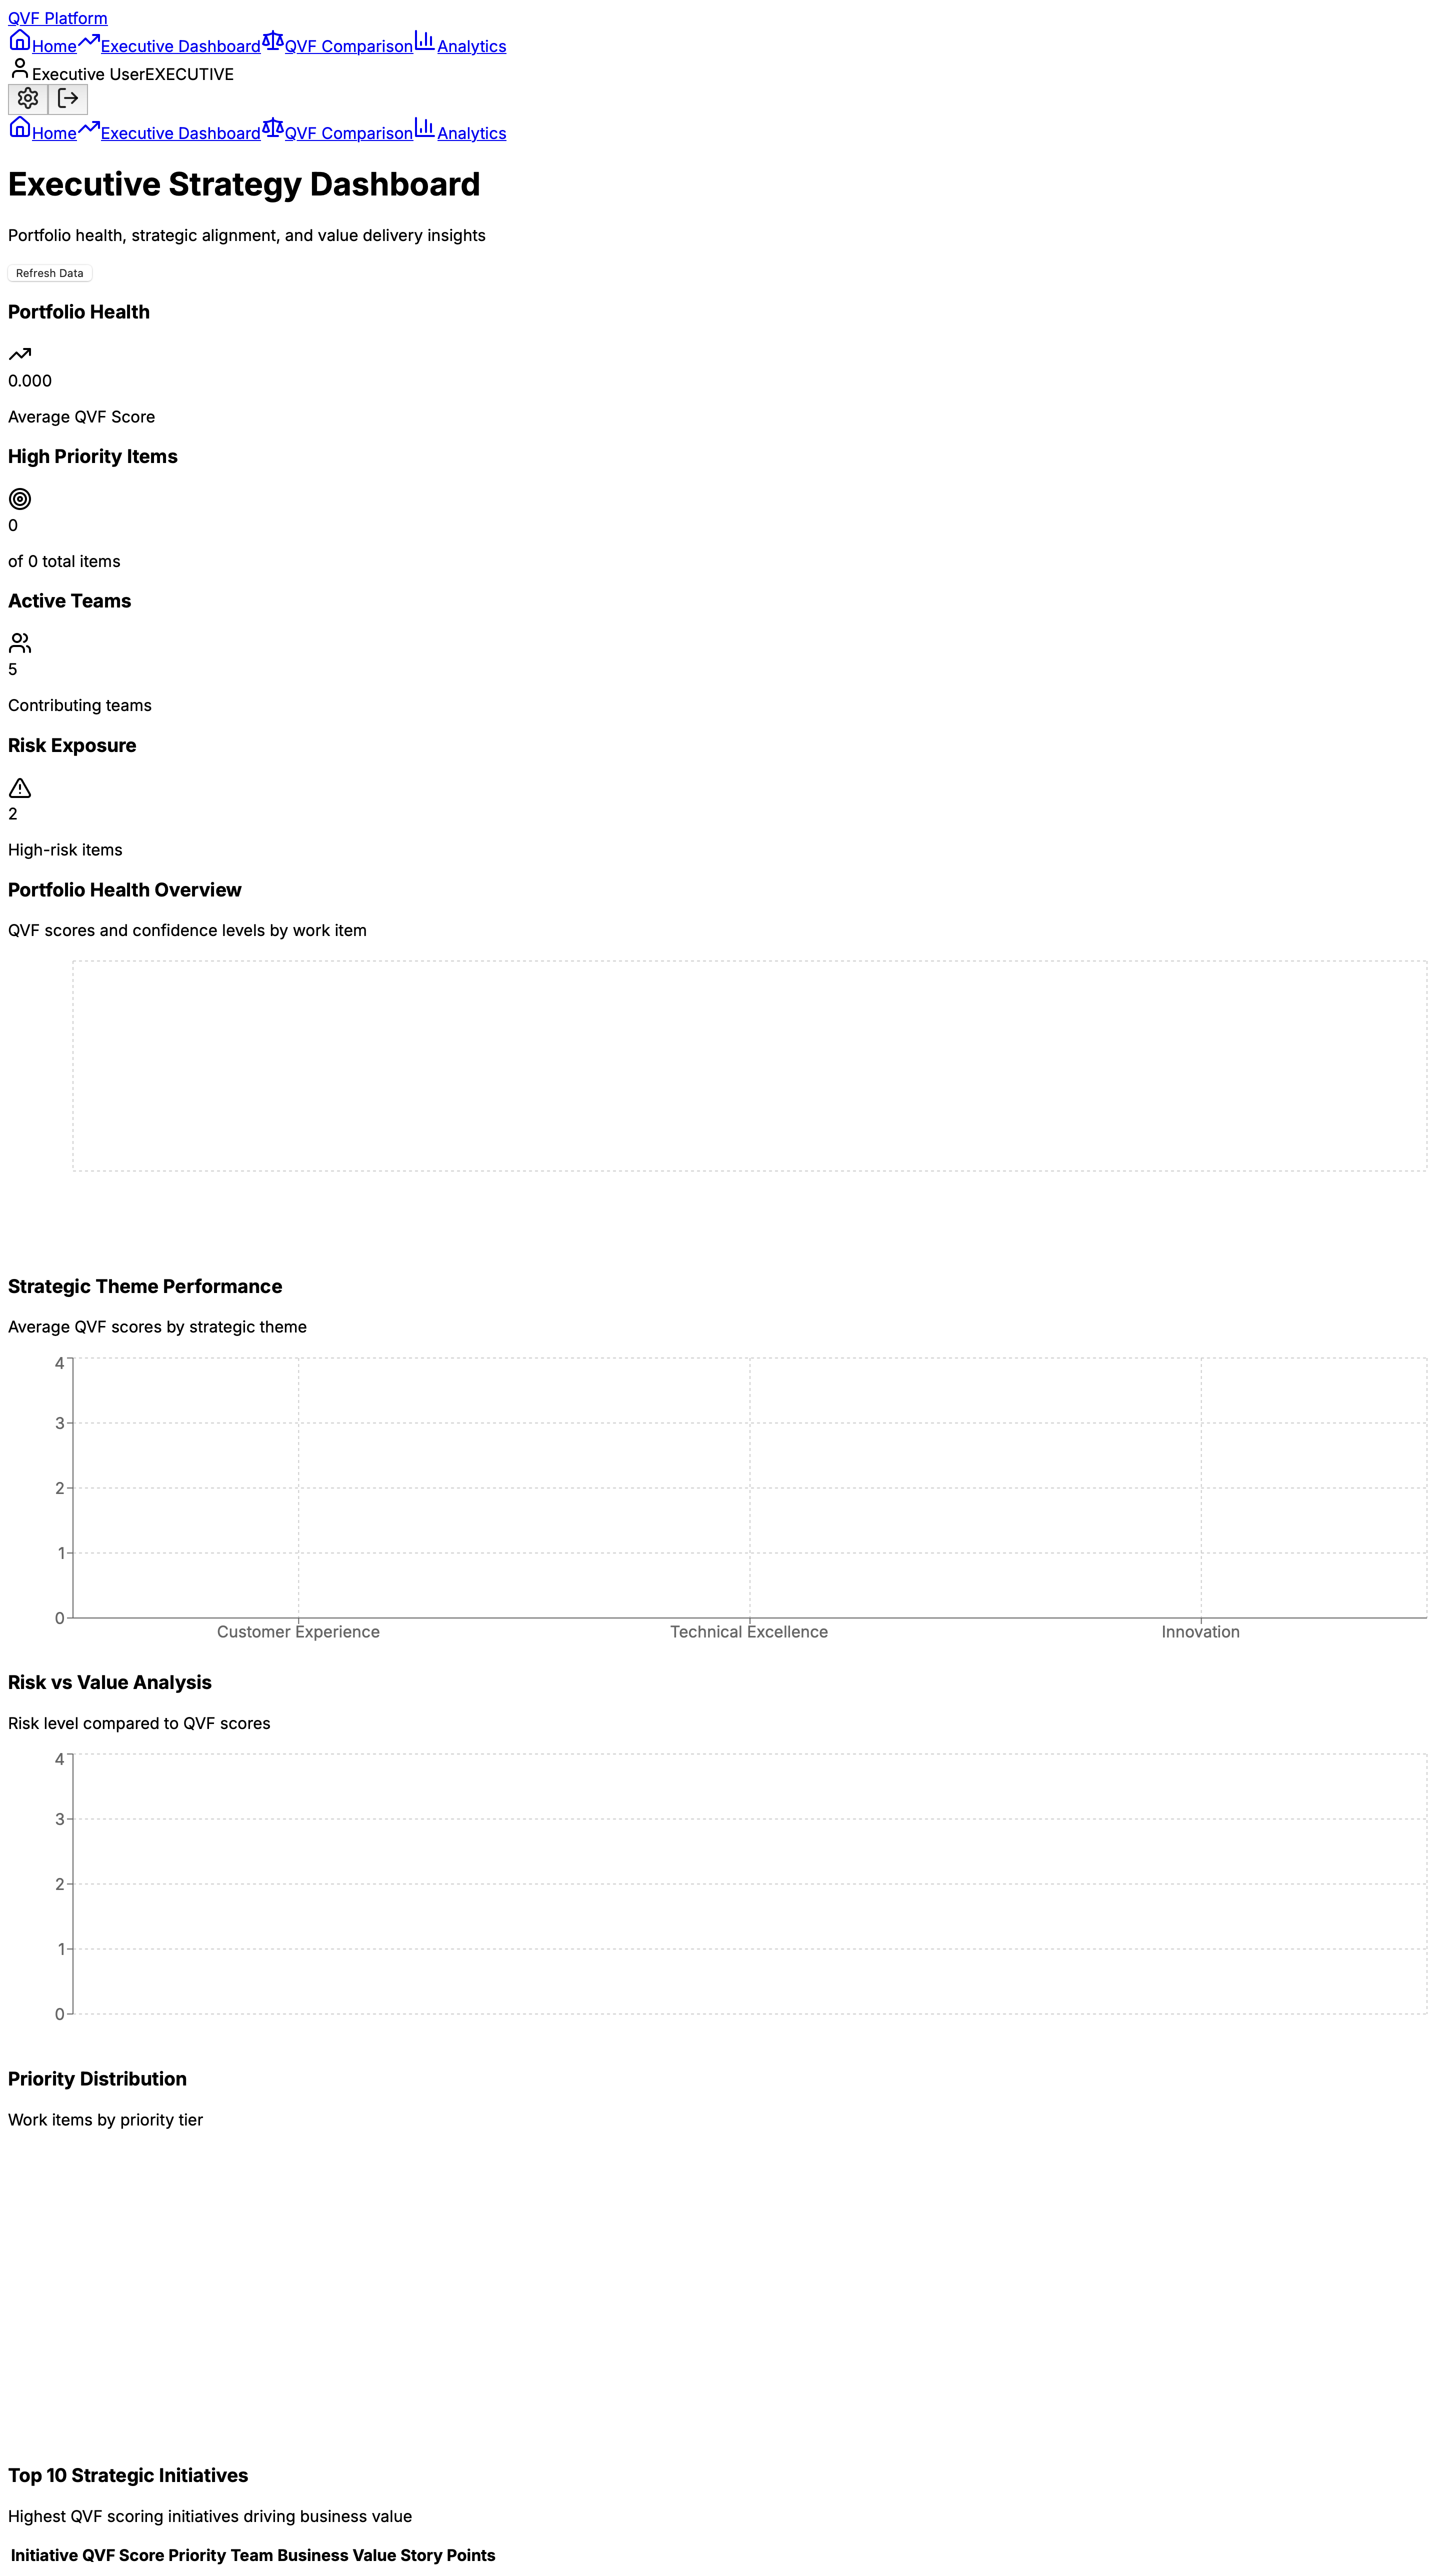 QVF Platform
Home Executive Dashboard QVF Comparison Analytics
Executive UserEXECUTIVE
Home Executive Dashboard QVF Comparison Analytics
Executive Strategy Dashboard
Portfolio health, strategic alignment, and value delivery insights
Refresh Data
Portfolio Health
0.000
Average QVF Score
High Priority Items
0
of 0 total items
Active Teams
5
Contributing teams
Risk Exposure
2
High-risk items
Portfolio Health Overview
QVF scores and confidence levels by work item
Strategic Theme Performance
Average QVF scores by strategic theme
4
3
2
1
0
Customer Experience Technical Excellence Innovation
Risk vs Value Analysis
Risk level compared to QVF scores
4
3
2
1
0
Priority Distribution
Work items by priority tier
Top 10 Strategic Initiatives
Highest QVF scoring initiatives driving business value
Initiative QVF Score Priority Team Business Value Story Points